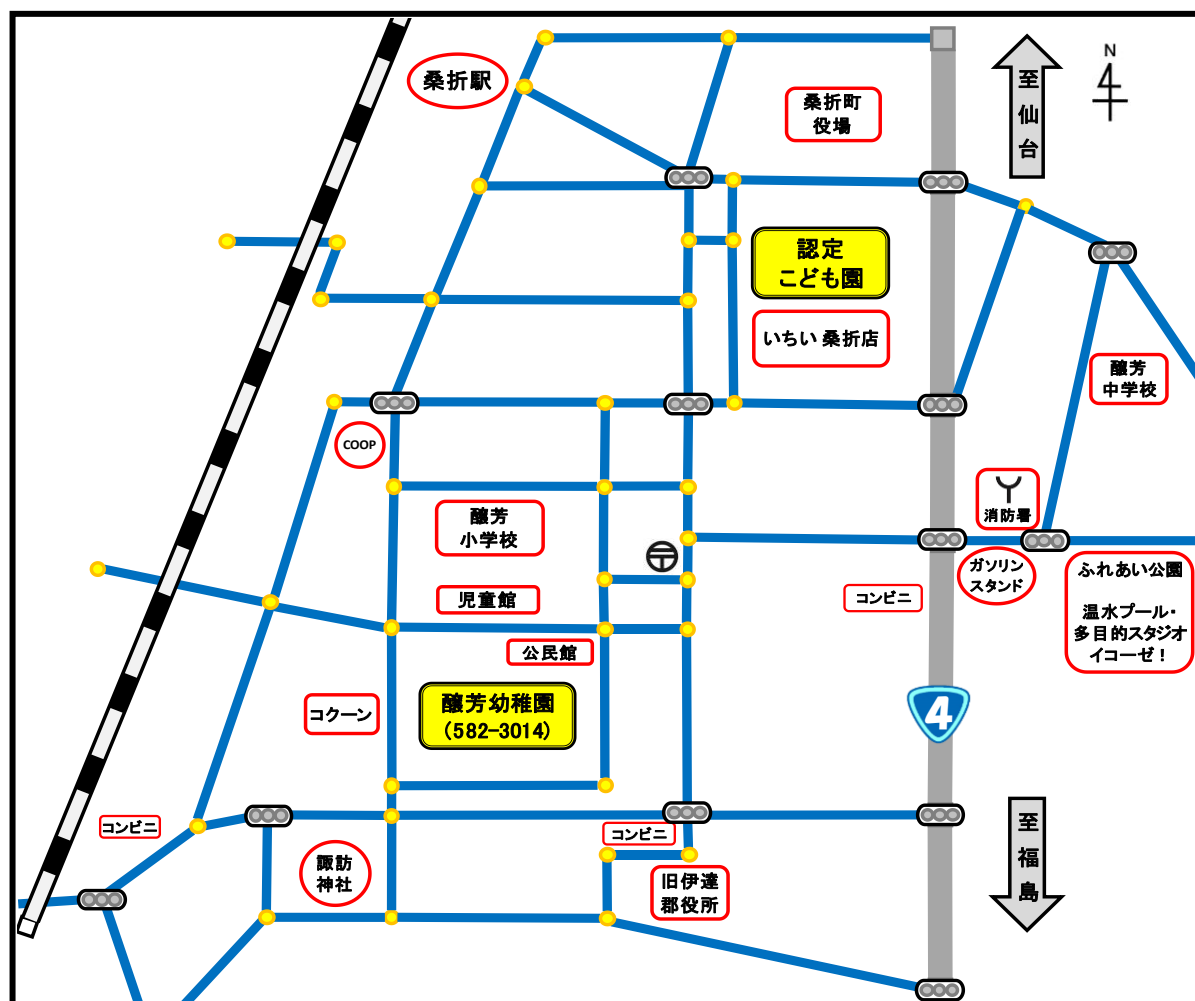 桑折駅
桑折町
役場
至仙台
N
認定
こども園
いちい 桑折店
醸芳
中学校
COOP
醸芳
小学校
消防署
ガソリン
スタンド
ふれあい公園
温水プール・
多目的スタジオ
イコーゼ!
児童館
コンビニ
公民館
コクーン
醸芳幼稚園
(582-3014)
4
コンビニ
コンビニ
諏訪
神社
旧伊達
郡役所
至福島